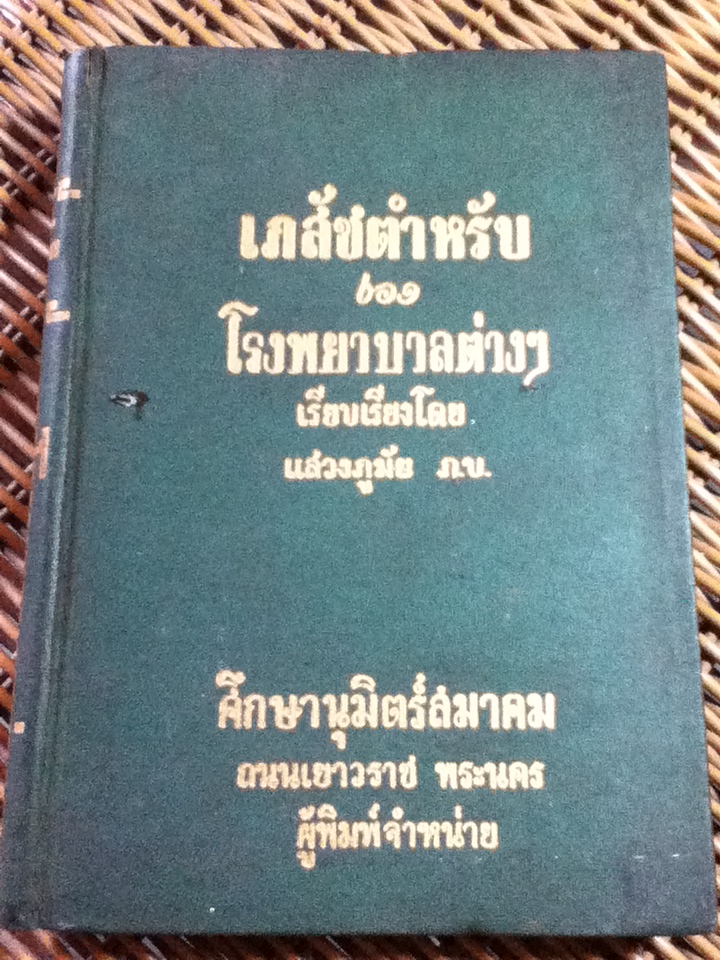 เภสัชตำหรับ
ของ
โรงพยาบาลต่างๆ
เรียบเรียงโดย
แสวงภูมัย ภ.บ.
ศึกษานุมิตร์สมาคม
ถนนเยาวราช พระนคร
ผู้พิมพ์จำหน่าย